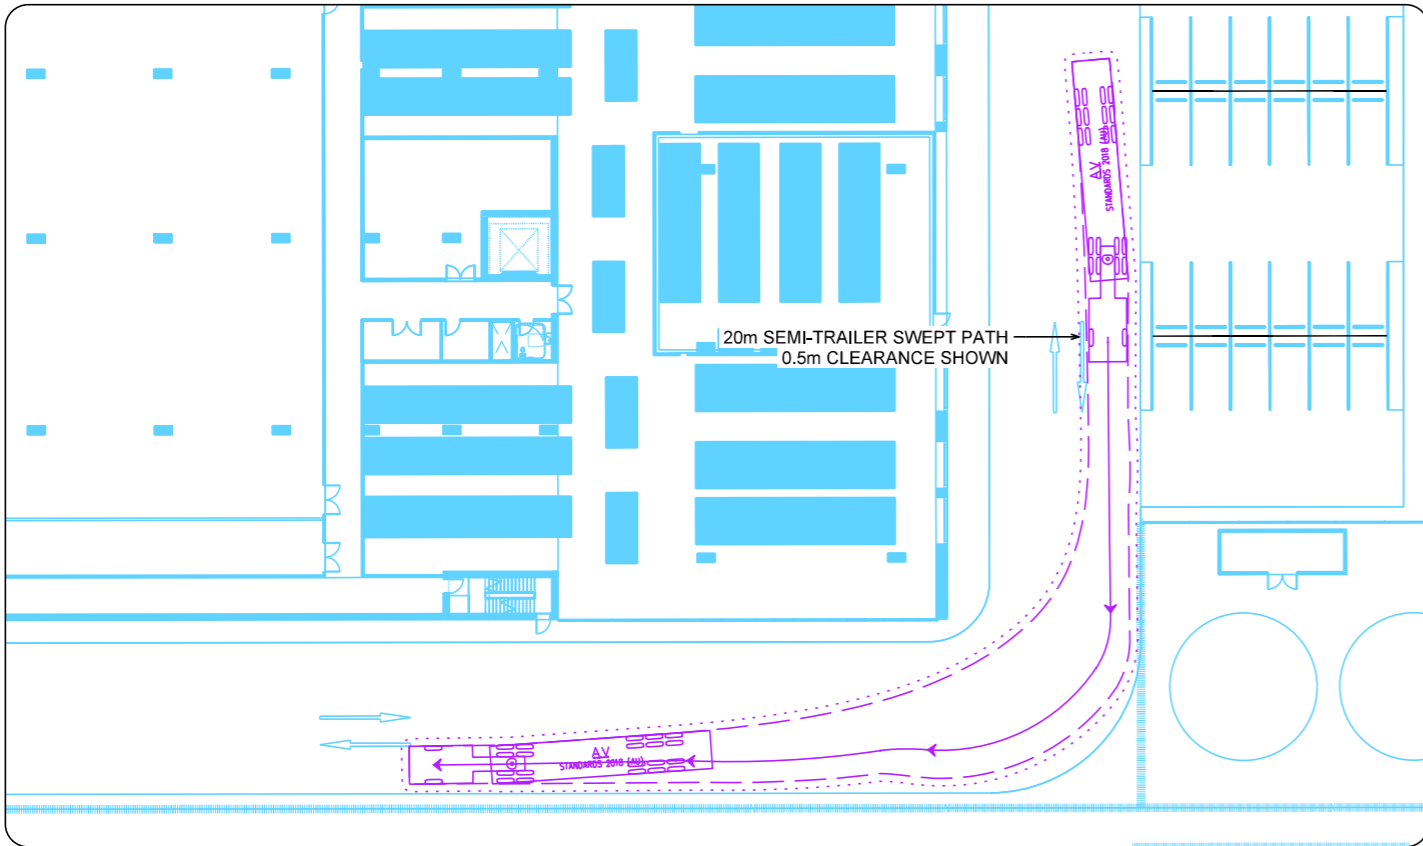 AV
STANDARDS 2018 (AU)
20m SEMI-TRAILER SWEPT PATH
0.5m CLEARANCE SHOWN
AV
STANDARDS 2018 (AU)